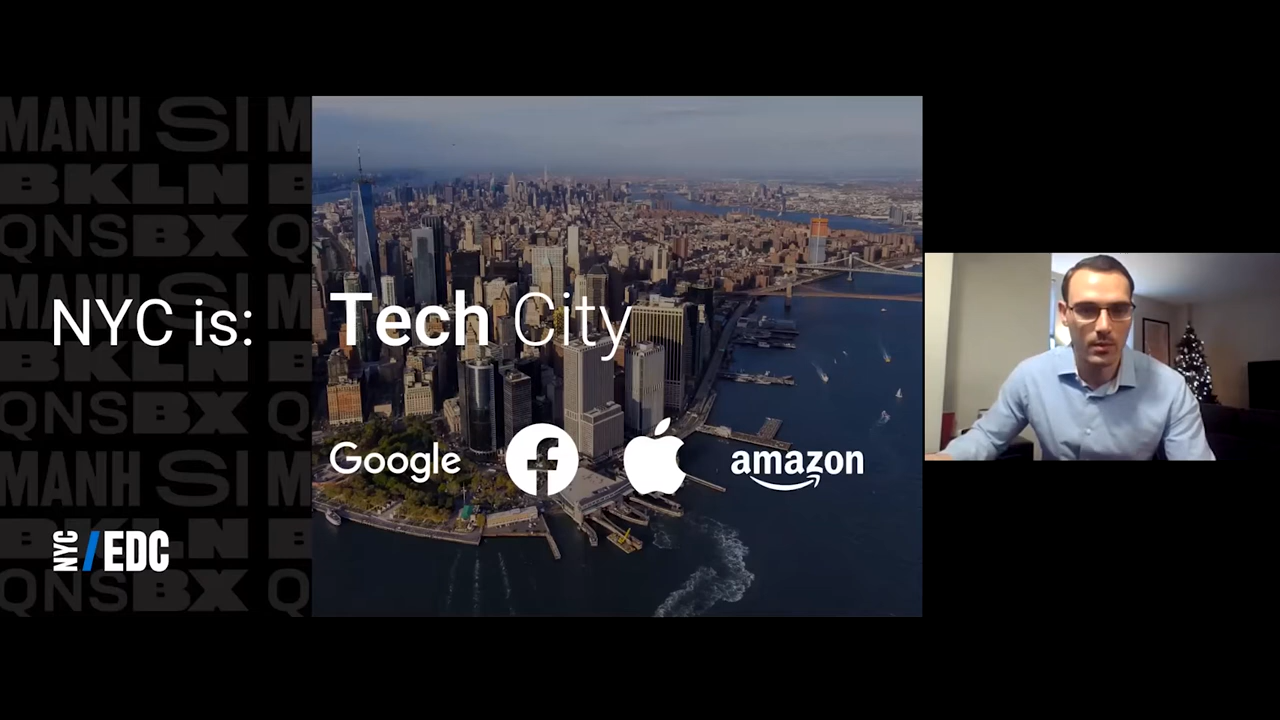 MANH SI M
BKLN B
QNS BX Q
MANH SI M
NYC is: Tech City
BKLN B
QNS BX Q
Google amazon
MANH SI M
BKLN B
NYC / EDC
QNS BX Q